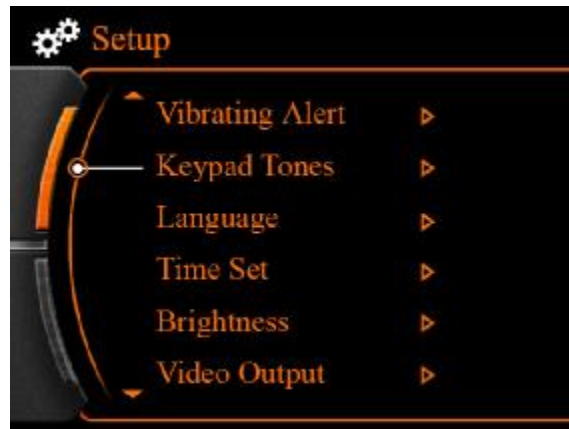 Setup
Vibrating Alert
Keypad Tones
Language
Time Set
Brightness
Video Output